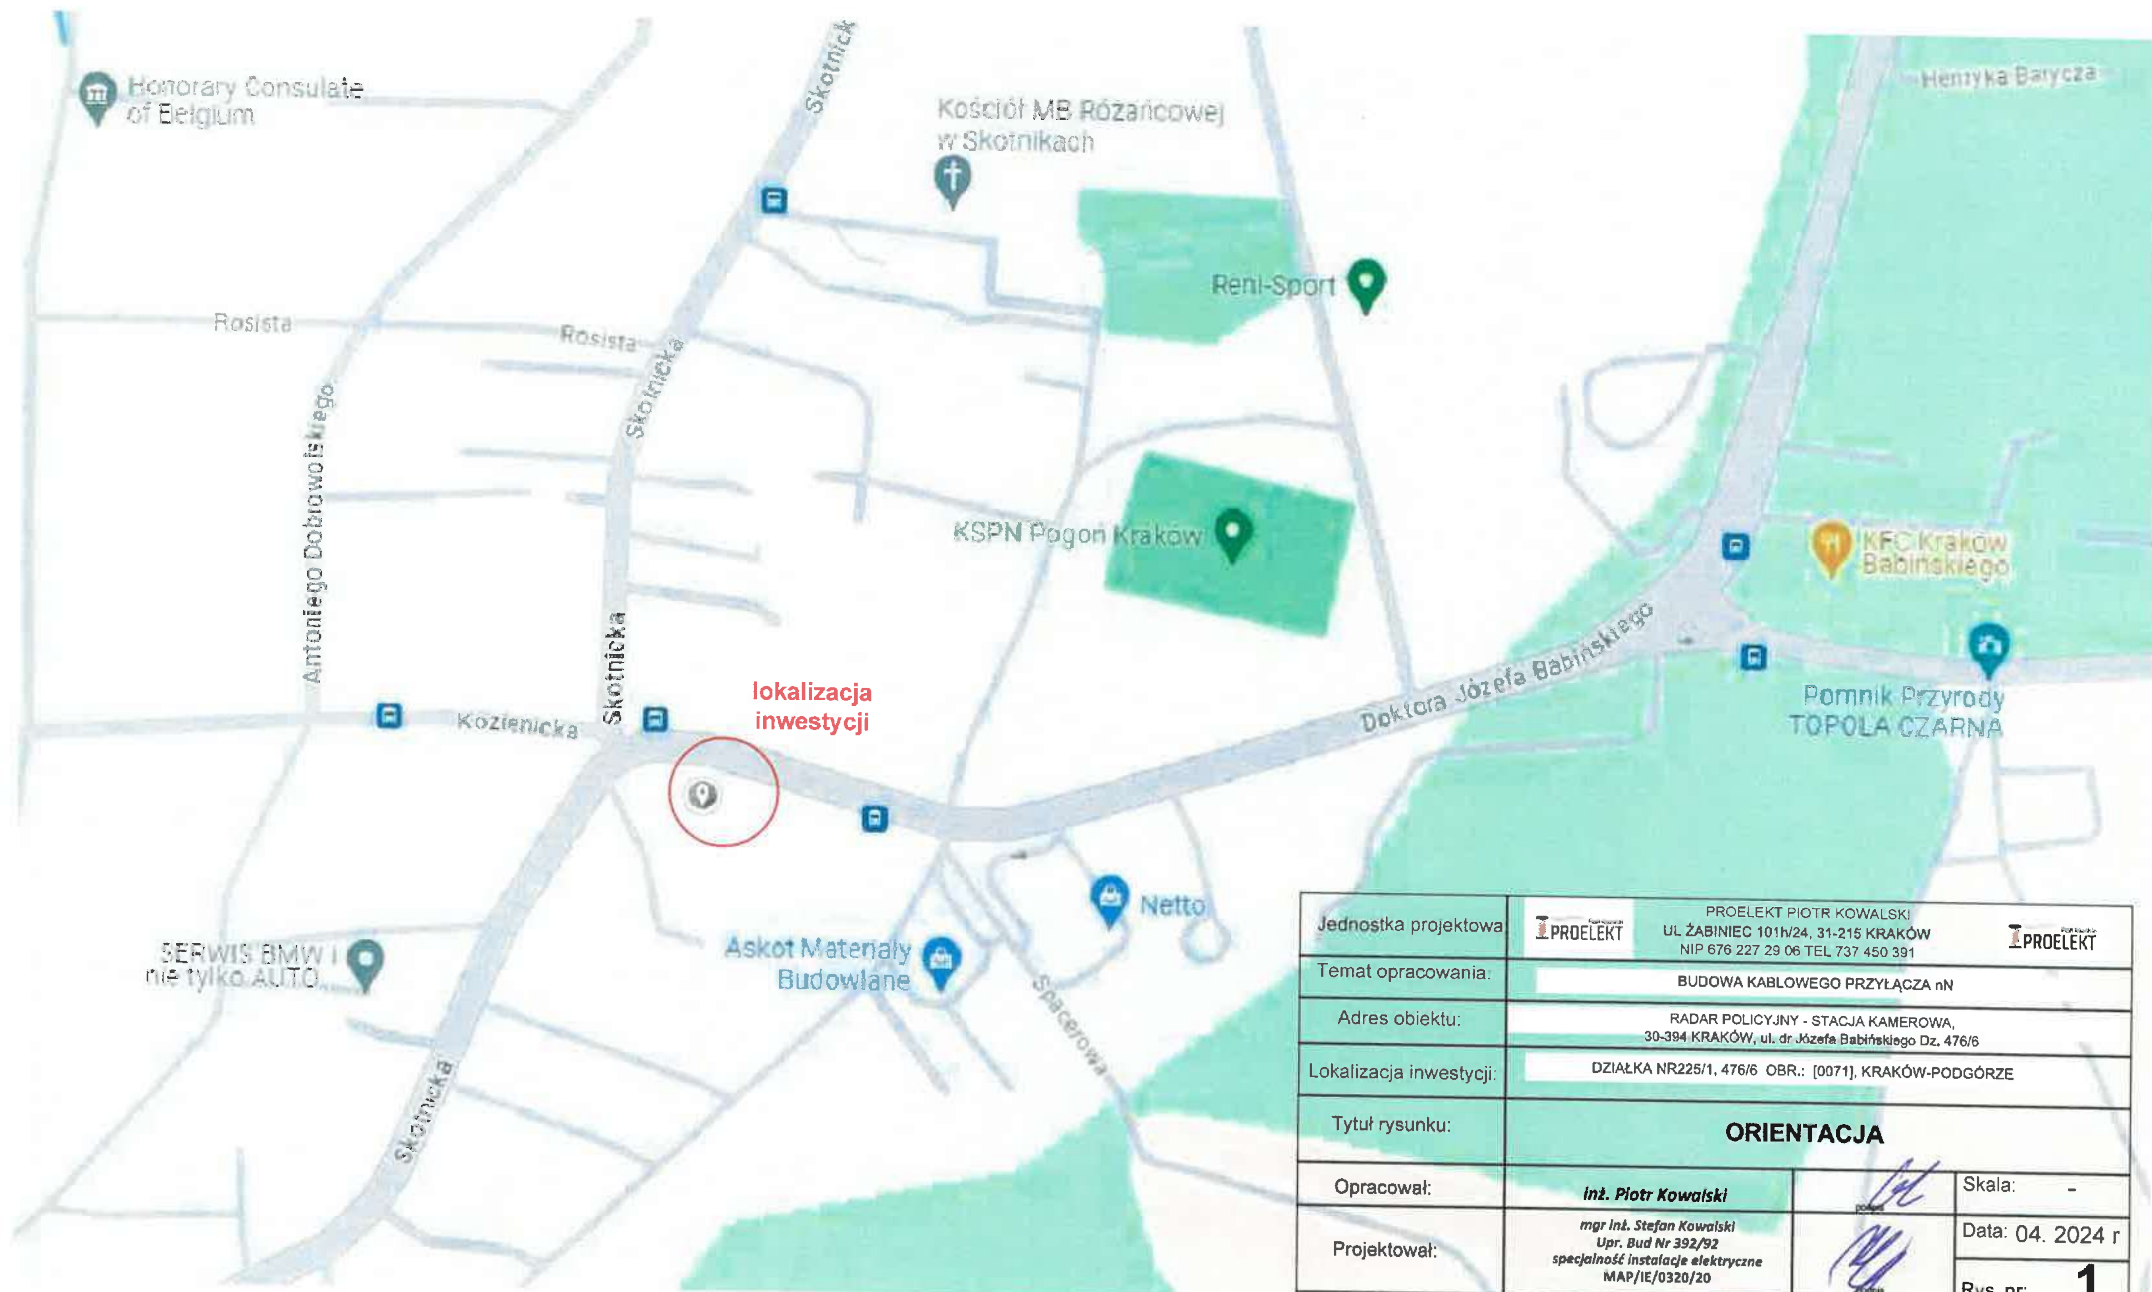 Honorary Consulate
of Belgium
Skotnick
Kościół MB Różańcowej
w Skotnikach
Henryka Barycza
Reni-Sport
Rosista
Rosista
Skotnicka
Antoniego Dobrowolskiego
KSPN Pogoń Kraków
KFC Kraków
Babińskiego
Skotnicka
lokalizacja
inwestycji
Kozienicka
Doktora Józefa Babińskiego
Pomnik Przyrody
TOPOLA CZARNA
Netto
SERWIS BMW i
nie tylko AUTO
Askot Materiały
Budowlane
Spacerowa
Skotnicka
Jednostka projektowa
PROELEKT
PROELEKT PIOTR KOWALSKI
UL ŻABINIEC 101h/24, 31-215 KRAKÓW
NIP 676 227 29 06 TEL 737 450 391
PROELEKT
Temat opracowania:
BUDOWA KABLOWEGO PRZYŁĄCZA nN
Adres obiektu:
RADAR POLICYJNY - STACJA KAMEROWA,
30-394 KRAKÓW, ul. dr Józefa Babińskiego Dz. 476/6
Lokalizacja inwestycji:
DZIAŁKA NR225/1, 476/6 OBR.: [0071], KRAKÓW-PODGÓRZE
Tytuł rysunku:
ORIENTACJA
Opracował:
inż. Piotr Kowalski
podpis
Skala: -
Projektował:
mgr inż. Stefan Kowalski
Upr. Bud Nr 392/92
specjalność instalacje elektryczne
MAP/IE/0320/20
Data: 04. 2024 r
Rys. nr: 1